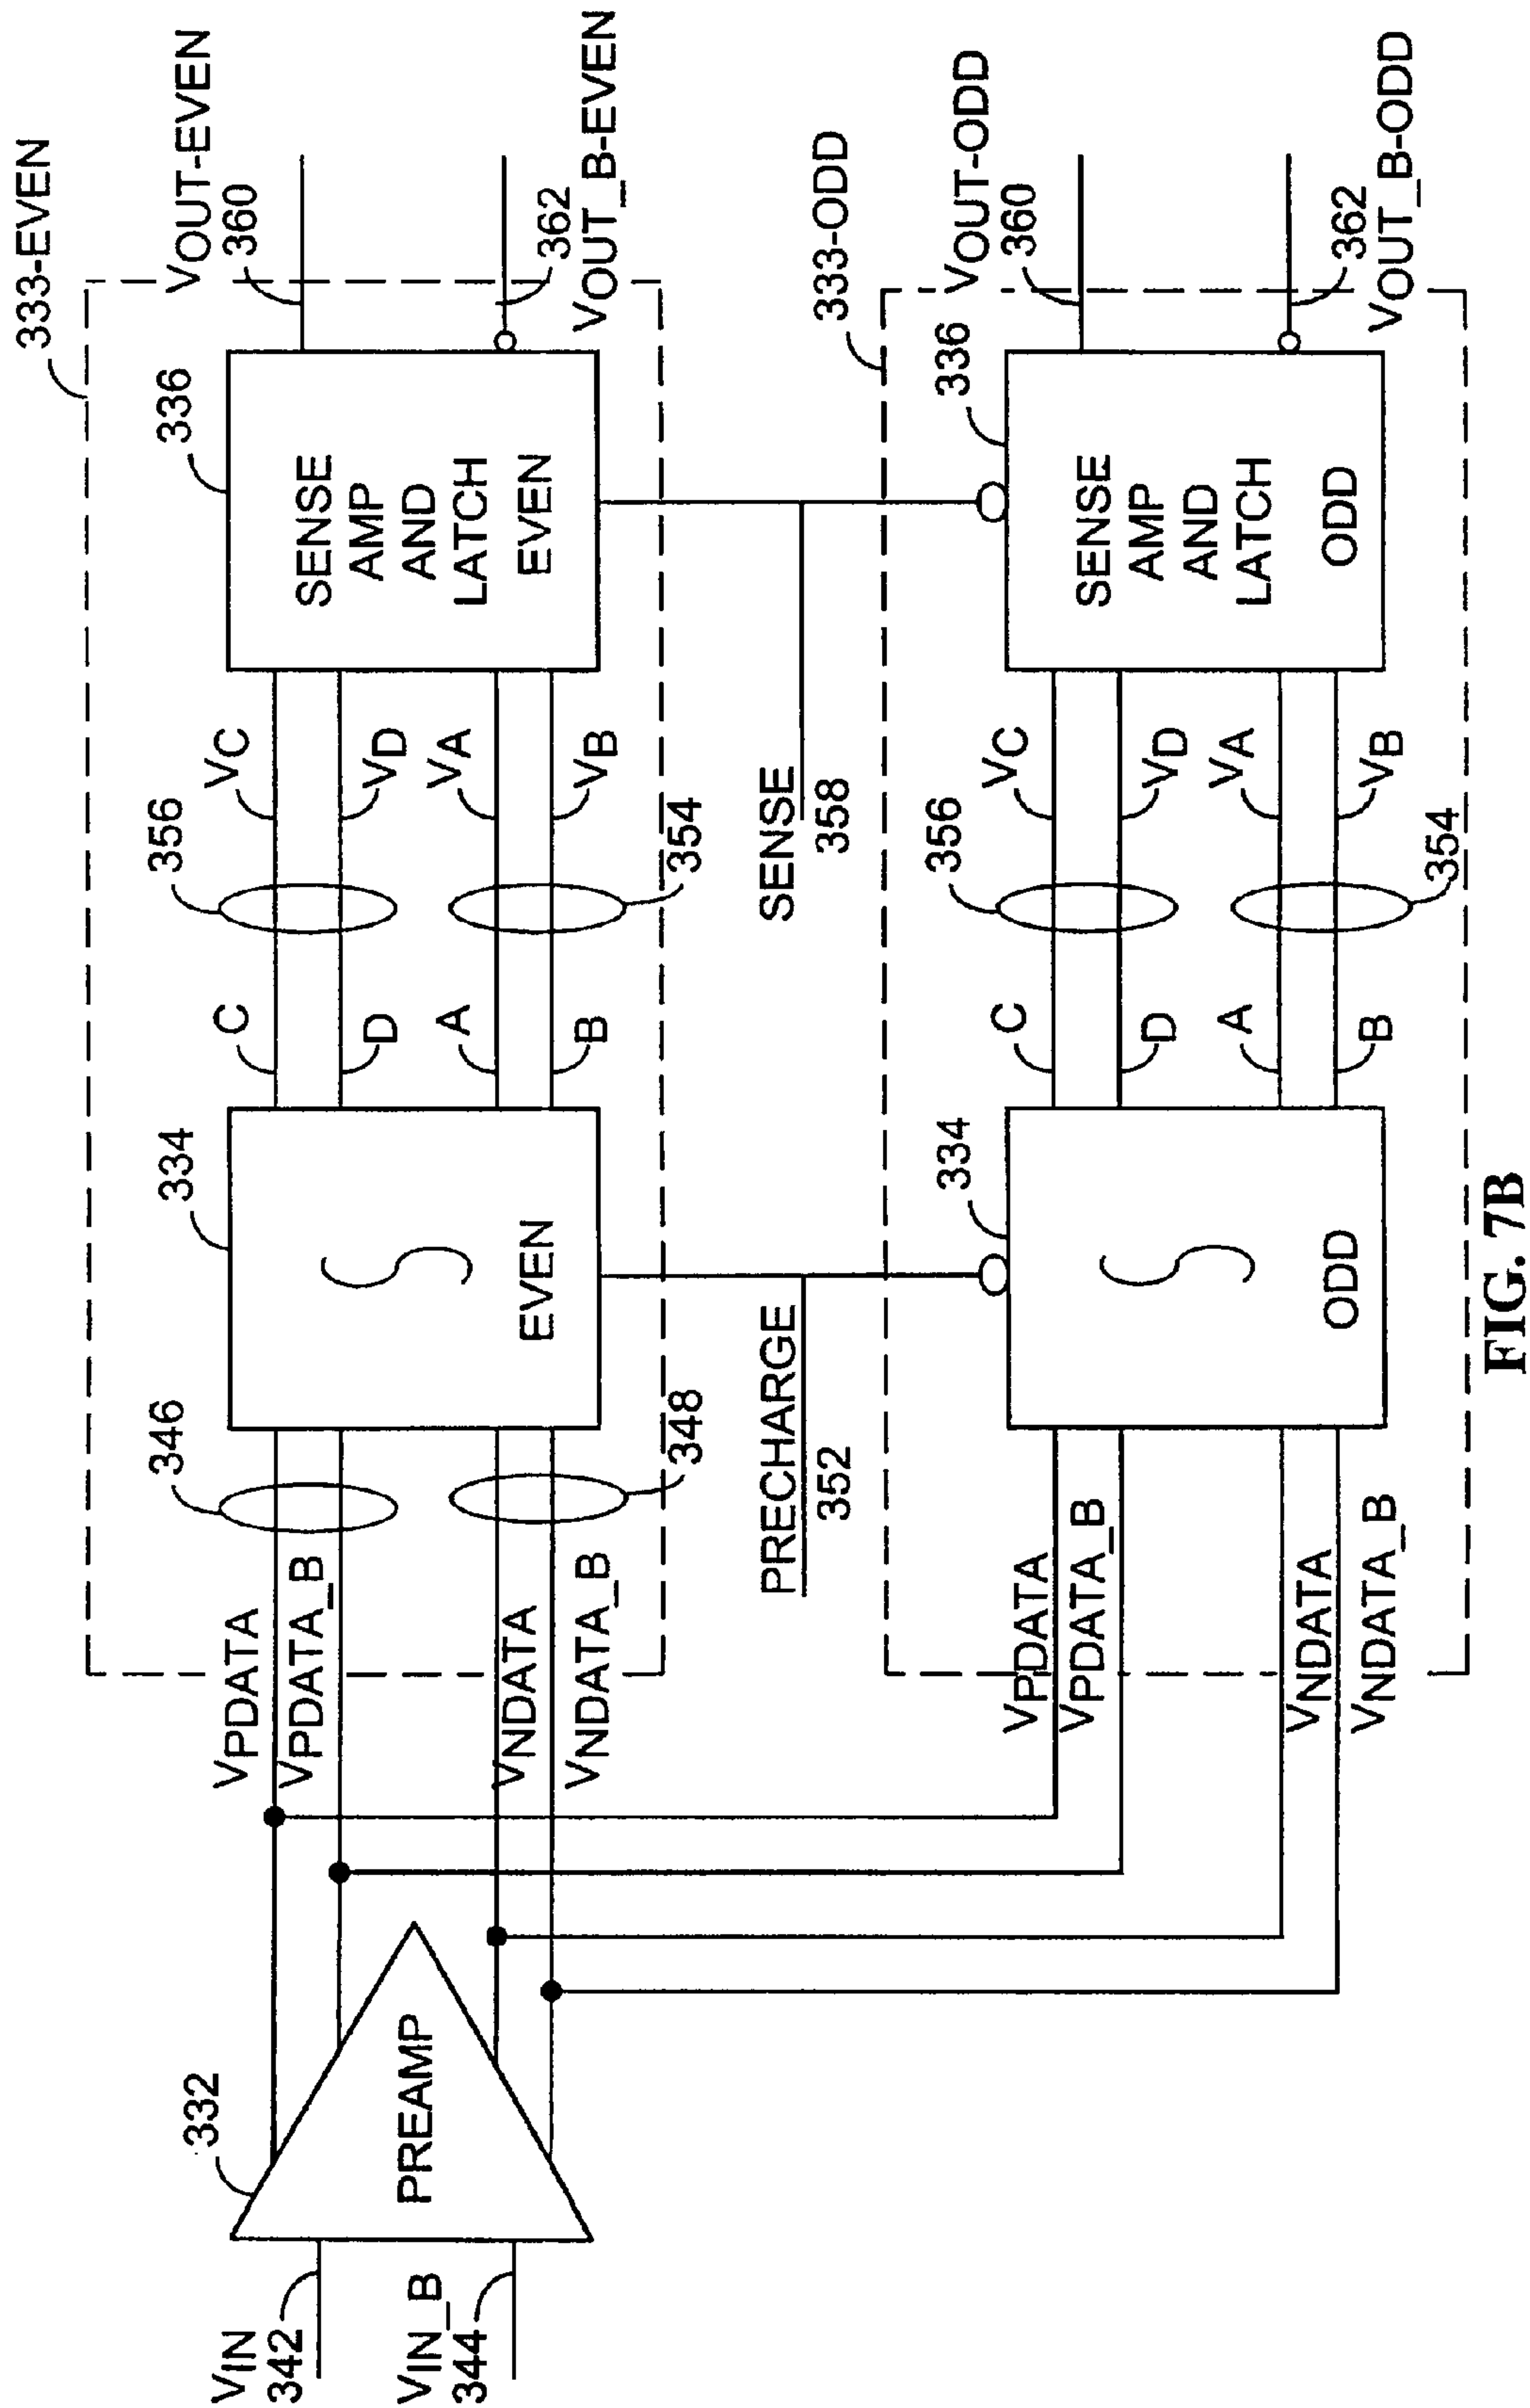 333-EVEN
VOUT-EVEN
360
362
VOUT_B-EVEN
336
SENSE
AMP
AND
LATCH
EVEN
356
VC
VD
VA
VB
354
C
D
A
B
334
EVEN
346
348
VPDATA
VPDATA_B
VNDATA
VNDATA_B
332
PREAMP
VIN
342
VIN_B
344
SENSE
358
PRECHARGE
352
333-ODD
VOUT-ODD
360
362
VOUT_B-ODD
336
SENSE
AMP
AND
LATCH
ODD
356
VC
VD
VA
VB
354
C
D
A
B
334
ODD
VPDATA
VPDATA_B
VNDATA
VNDATA_B
FIG. 7B